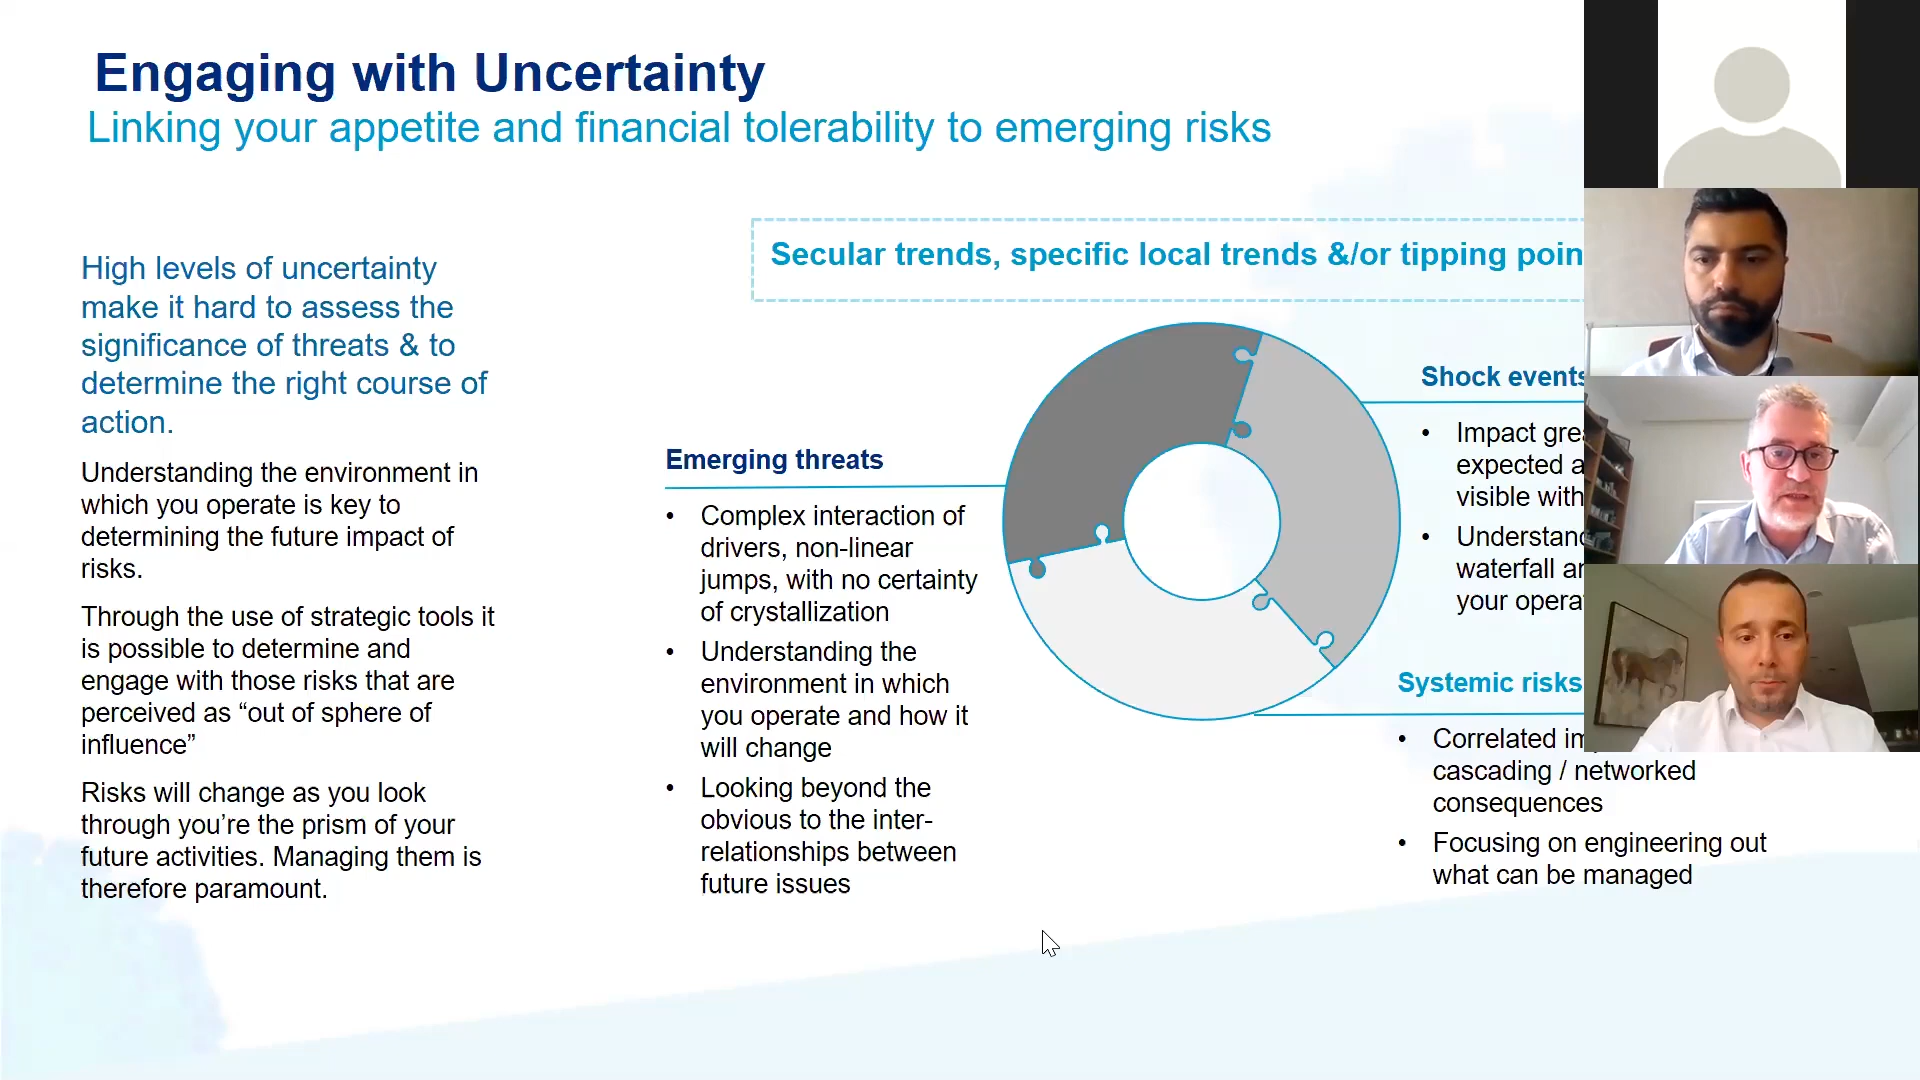 Engaging with Uncertainty
Linking your appetite and financial tolerability to emerging risks
High levels of uncertainty
make it hard to assess the
significance of threats & to
determine the right course of
action.
Understanding the environment in
which you operate is key to
determining the future impact of
risks.
Through the use of strategic tools it
is possible to determine and
engage with those risks that are
perceived as “out of sphere of
influence”
Risks will change as you look
through you’re the prism of your
future activities. Managing them is
therefore paramount.
Secular trends, specific local trends &/or tipping
Emerging threats
• Complex interaction of
drivers, non-linear
jumps, with no certainty
of crystallization
• Understanding the
environment in which
you operate and how it
will change
• Looking beyond the
obvious to the inter-
relationships between
future issues
Shock events
• Impact
expected
visible with
•
waterfall
your
Systemic risks
• Correlated
cascading / networked
consequences
• Focusing on engineering out
what can be managed